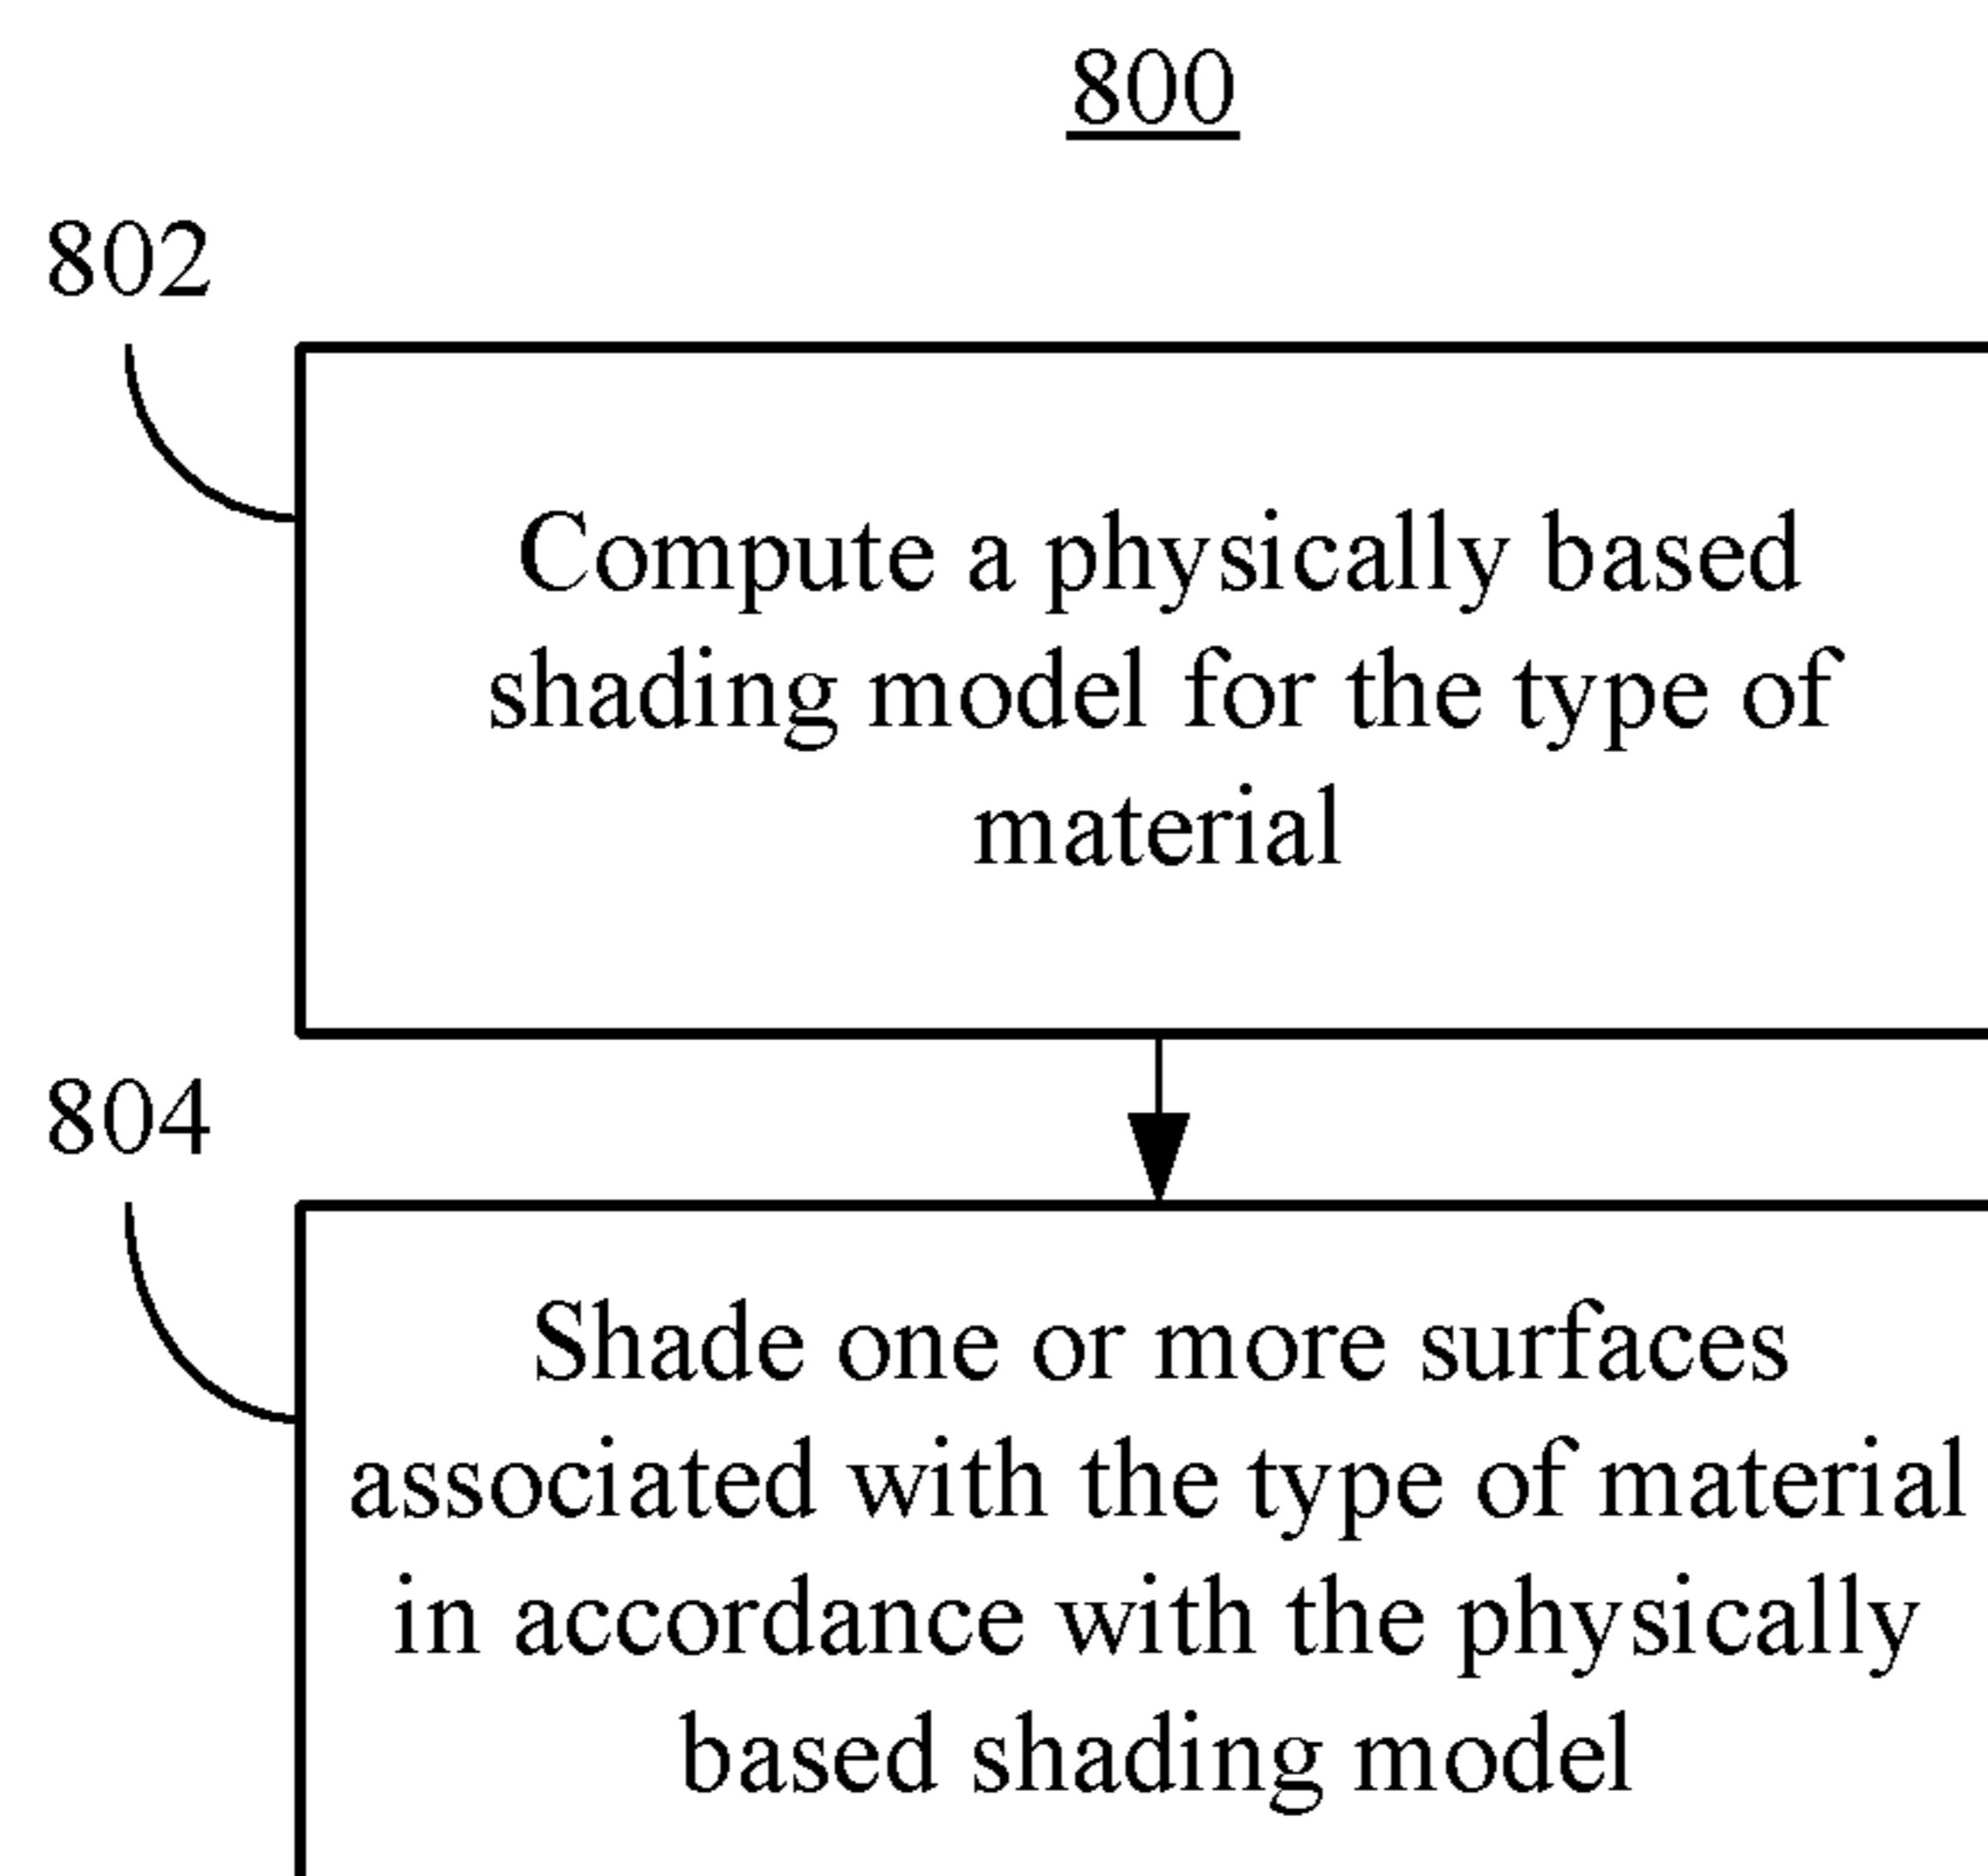 800
802
Compute a physically based
shading model for the type of
material
804
Shade one or more surfaces
associated with the type of material
in accordance with the physically
based shading model